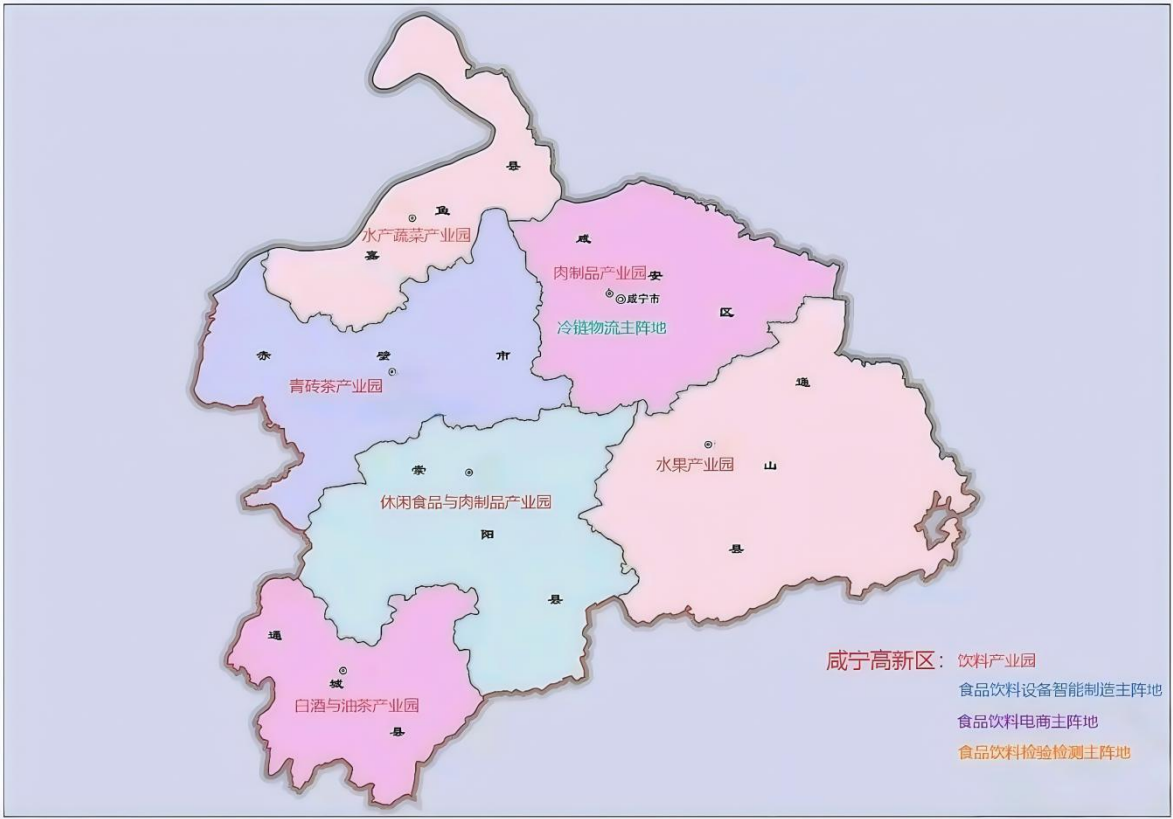 县
鱼
水产蔬菜产业园
嘉
咸
肉制品产业园
安
咸宁市
区
冷链物流主阵地
赤
壁
市
青砖茶产业园
通
水果产业园
山
县
崇
休闲食品与肉制品产业园
阳
县
通
城
白酒与油茶产业园
县
咸宁高新区：饮料产业园
食品饮料设备智能制造主阵地
食品饮料电商主阵地
食品饮料检验检测主阵地